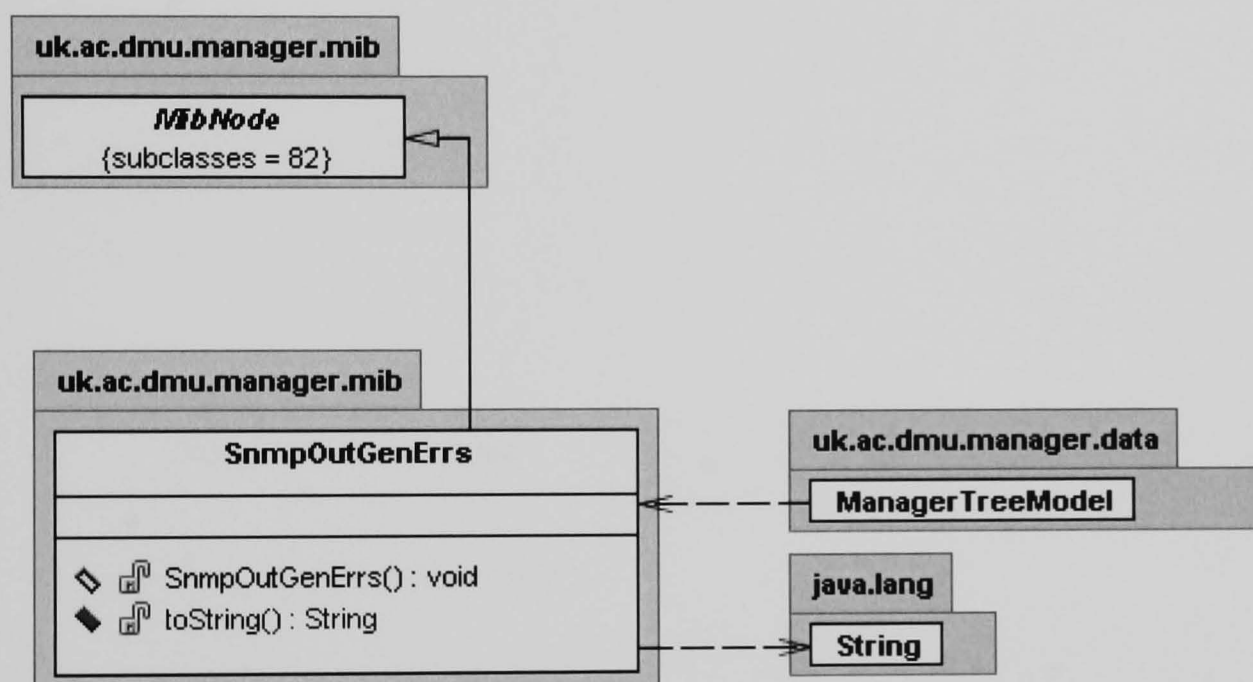 uk.ac.dmu.manager.mib
MibNode
{subclasses = 82}
uk.ac.dmu.manager.mib
SnmpOutGenErrs
uk.ac.dmu.manager.data
ManagerTreeModel
SnmpOutGenErrs() : void
toString() : String
java.lang
String